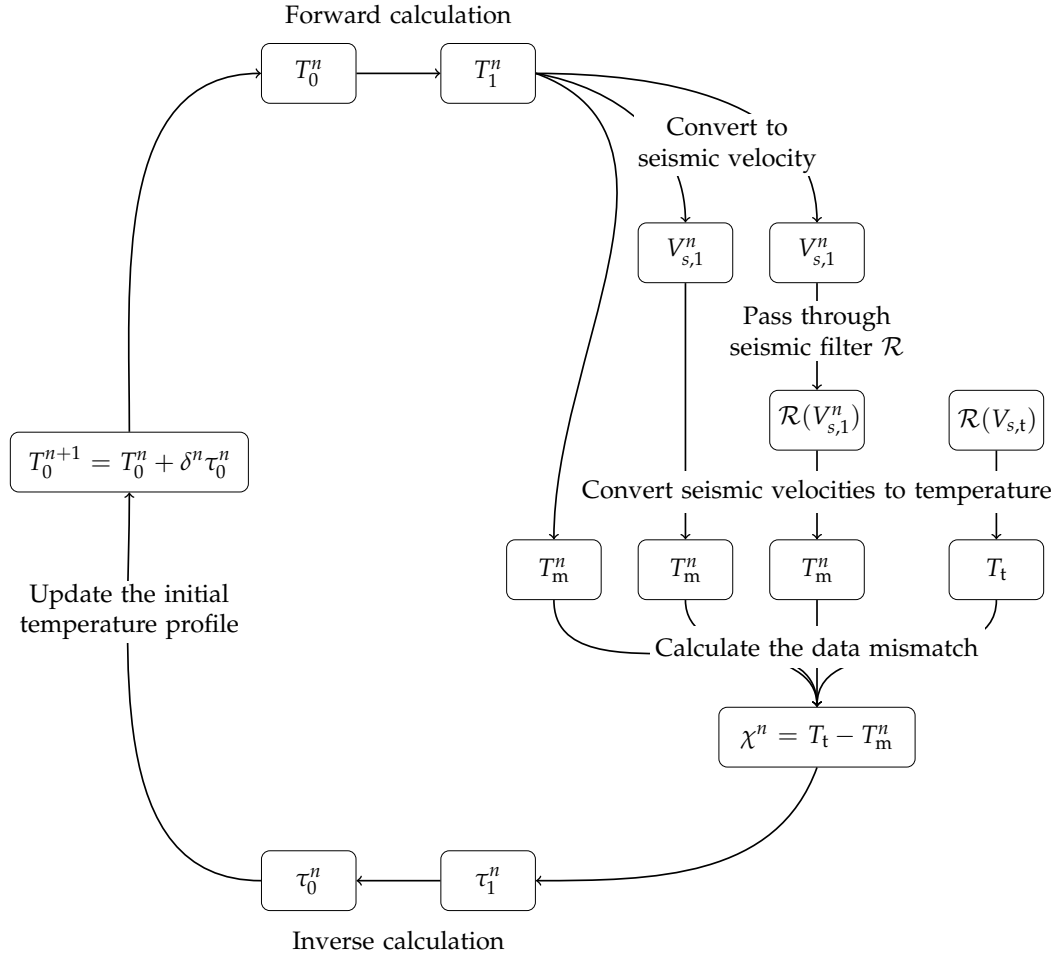 Forward calculation
T_0^n
T_1^n
Convert to
seismic velocity
V_{s,1}^n
V_{s,1}^n
Pass through
seismic filter ℛ
ℛ(V_{s,1}^n)
ℛ(V_{s,t})
T_0^{n+1} = T_0^n + δ^n τ_0^n
Convert seismic velocities to temperature
T_m^n
T_m^n
T_m^n
T_t
Update the initial
temperature profile
Calculate the data mismatch
χ^n = T_t − T_m^n
τ_0^n
τ_1^n
Inverse calculation